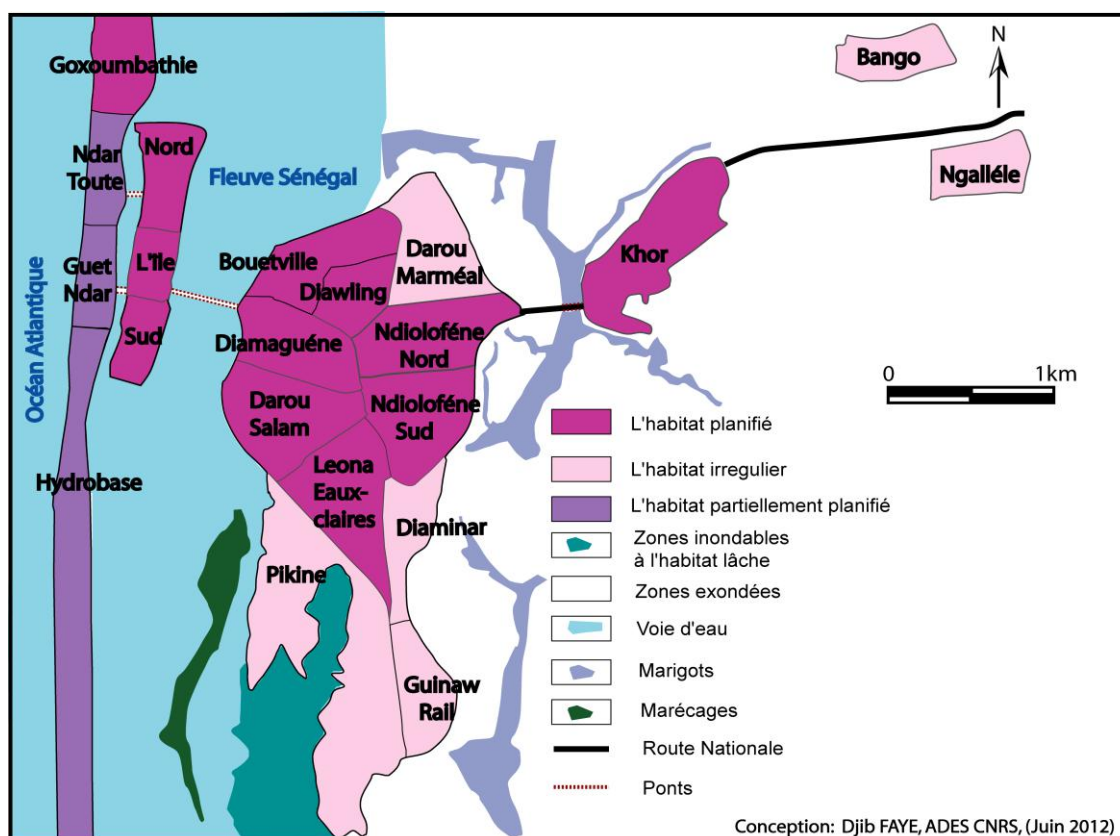 Goxoumbathie
Ndar
Toute
Nord
Fleuve Sénégal
Bango
N
Ngalléle
Khor
Darou
Marméal
Bouetville
Diawling
L'île
Guet
Ndar
Océan Atlantique
Sud
Diamaguéne
Ndioloféne
Nord
Darou
Salam
Ndioloféne
Sud
Leona
Eaux-
claires
Hydrobase
Diaminar
Pikine
Guinaw
Rail
0 1km
L'habitat planifié
L'habitat irregulier
L'habitat partiellement planifié
Zones inondables
à l'habitat lâche
Zones exondées
Voie d'eau
Marigots
Marécages
Route Nationale
Ponts
Conception: Djib FAYE, ADES CNRS, (Juin 2012)